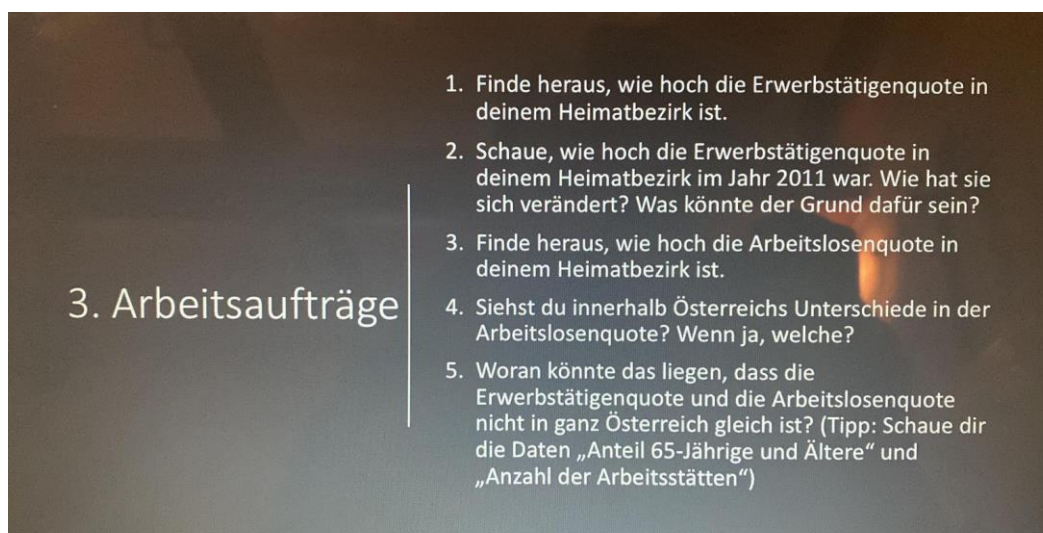 3. Arbeitsaufträge
1. Finde heraus, wie hoch die Erwerbstätigenquote in
deinem Heimatbezirk ist.
2. Schaue, wie hoch die Erwerbstätigenquote in
deinem Heimatbezirk im Jahr 2011 war. Wie hat sie
sich verändert? Was könnte der Grund dafür sein?
3. Finde heraus, wie hoch die Arbeitslosenquote in
deinem Heimatbezirk ist.
4. Siehst du innerhalb Österreichs Unterschiede in der
Arbeitslosenquote? Wenn ja, welche?
5. Woran könnte das liegen, dass die
Erwerbstätigenquote und die Arbeitslosenquote
nicht in ganz Österreich gleich ist? (Tipp: Schaue dir
die Daten „Anteil 65-Jährige und Ältere“ und
„Anzahl der Arbeitsstätten“)